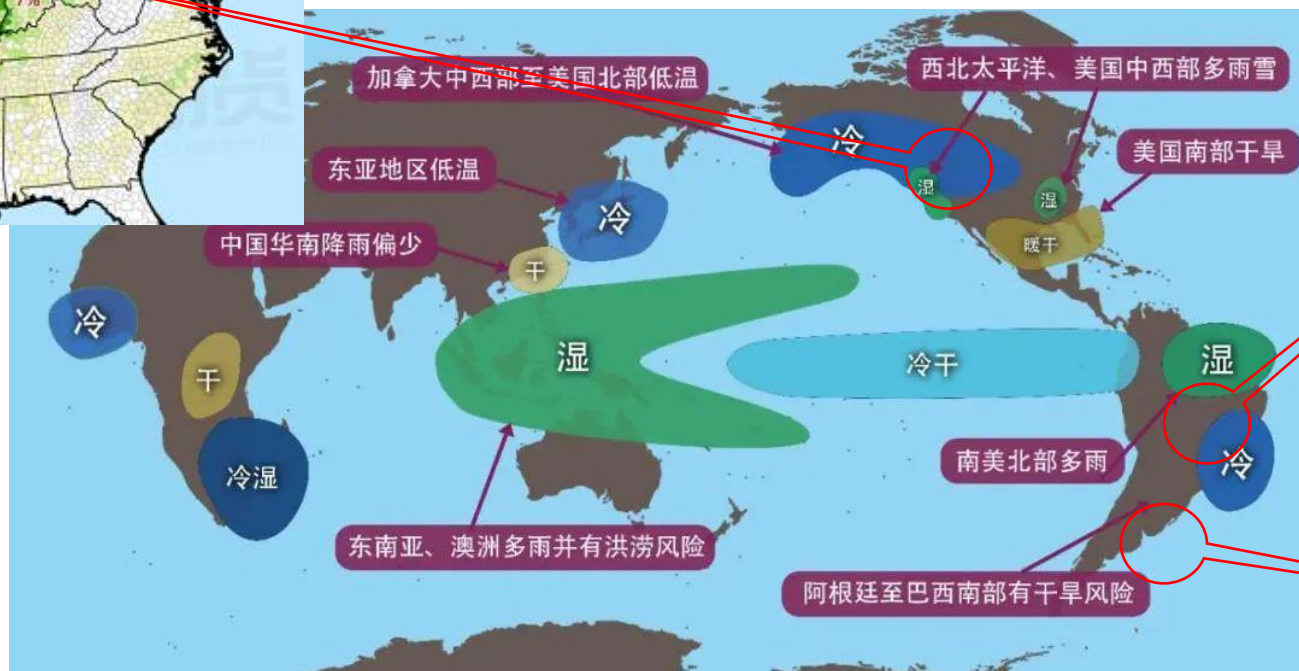 7%
加拿大中西部至美国北部低温
西北太平洋、美国中西部多雨雪
冷
美国南部干旱
东亚地区低温
湿
湿
冷
暖干
中国华南降雨偏少
干
冷
湿
冷干
湿
干
南美北部多雨
冷
冷湿
东南亚、澳洲多雨并有洪涝风险
阿根廷至巴西南部有干旱风险